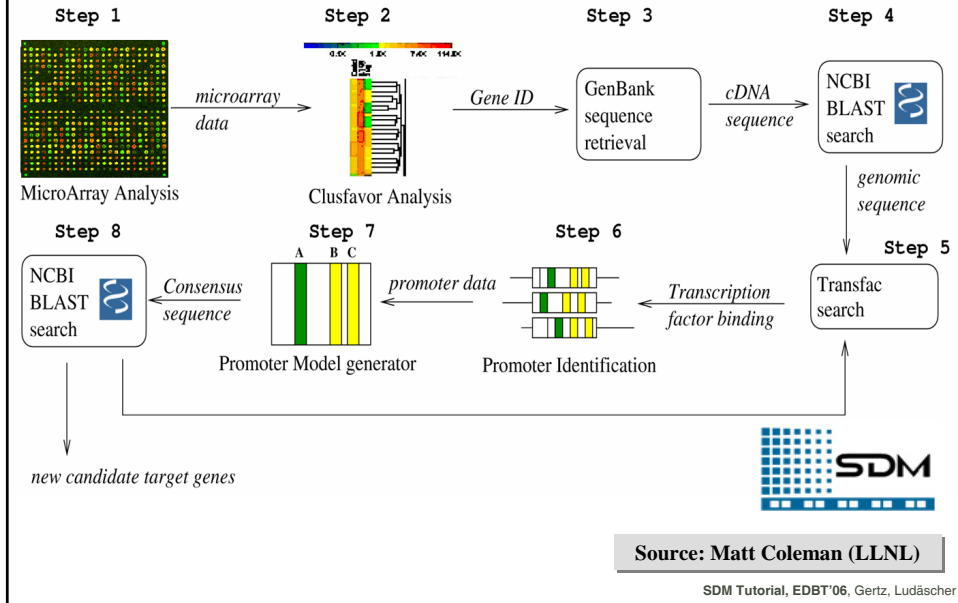 Step 1
Step 2
Step 3
Step 4
microarray
data
Gene ID
GenBank
sequence
retrieval
cDNA
sequence
NCBI
BLAST
search
MicroArray Analysis
Clusfavor Analysis
genomic
sequence
Step 8
Step 7
Step 6
Step 5
A B C
NCBI
BLAST
search
Consensus
sequence
promoter data
Transcription
factor binding
Transfac
search
Promoter Model generator
Promoter Identification
new candidate target genes
SDM
Source: Matt Coleman (LLNL)
SDM Tutorial, EDBT'06, Gertz, Ludäscher